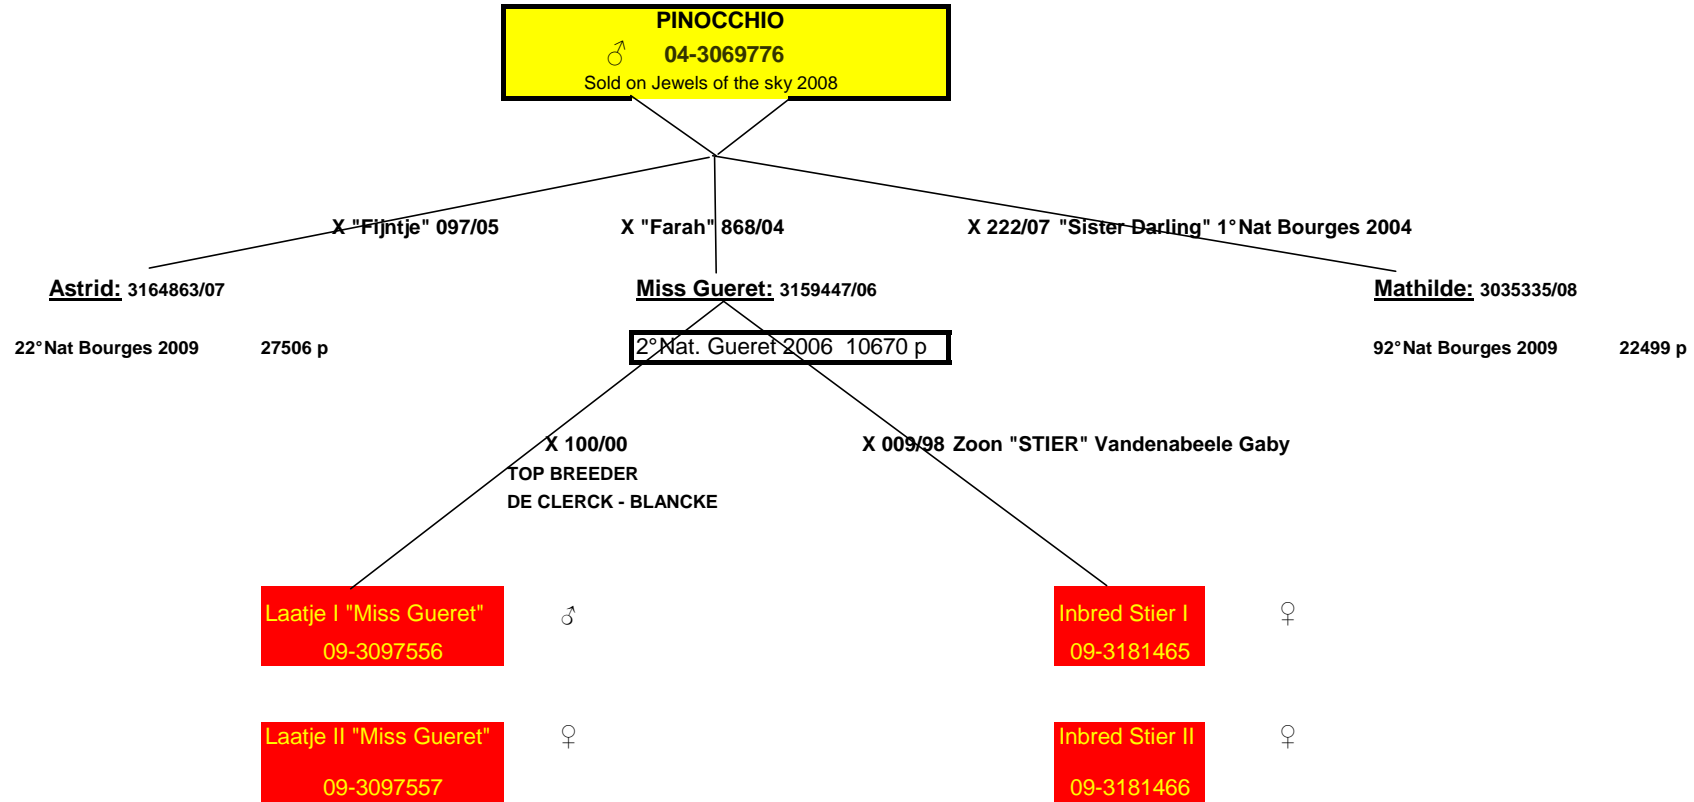 PINOCCHIO
♂ 04-3069776
Sold on Jewels of the sky 2008
X "Fijntje" 097/05
X "Farah" 868/04
X 222/07 "Sister Darling" 1°Nat Bourges 2004
Astrid: 3164863/07
Miss Gueret: 3159447/06
Mathilde: 3035335/08
22°Nat Bourges 2009 27506 p
2°Nat. Gueret 2006 10670 p
92°Nat Bourges 2009 22499 p
X 100/00
TOP BREEDER
DE CLERCK - BLANCKE
X 009/98 Zoon "STIER" Vandenabeele Gaby
Laatje I "Miss Gueret" ♂
09-3097556
Inbred Stier I ♀
09-3181465
Laatje II "Miss Gueret" ♀
09-3097557
Inbred Stier II ♀
09-3181466